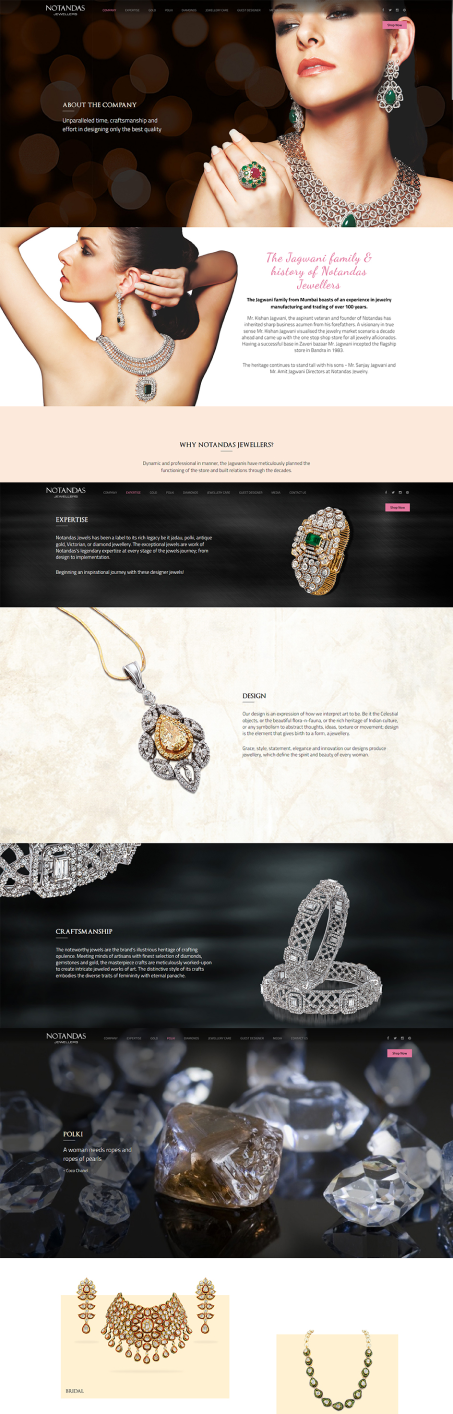 NOTANDAS
JEWELLERS
COMPANY EXPERTISE GOLD POLKI DIAMONDS JEWELLERY CARE GUEST DESIGNER
Shop Now
ABOUT THE COMPANY
Unparalleled time, craftsmanship and
effort in designing only the best quality
The Jagwani family &
history of Notandas
Jewellers
The Jagwani family from Mumbai boasts of an experience in jewelry
manufacturing and trading of over 100 years.
Mr. Kishan Jagwani, the aspirant veteran and founder of Notandas has
inherited sharp business acumen from his forefathers. A visionary in true
sense Mr. Kishan Jagwani visualised the jewelry market scenario a decade
ahead and came up with the one stop shop store for all jewelry aficionados.
Having a successful base in Zaveri bazaar Mr. Jagwani incepted the flagship
store in Bandra in 1983.
The heritage continues to stand tall with his sons - Mr. Sanjay Jagwani and
Mr. Amit Jagwani Directors at Notandas Jewelry.
WHY NOTANDAS JEWELLERS?
Dynamic and professional in manner, the Jagwanis have meticulously planned the
functioning of the store and built relations through the decades.
NOTANDAS
JEWELLERS
COMPANY EXPERTISE GOLD POLKI DIAMONDS JEWELLERY CARE GUEST DESIGNER MEDIA CONTACT US
Shop Now
EXPERTISE
Notandas Jewels has been a label to its rich legacy be it jadau, polki, antique
gold, Victorian, or diamond jewellery. The exceptional jewels are work of
Notandas's legendary expertise at every stage of the jewels journey, from
design to implementation.
Beginning an inspirational journey with these designer jewels!
DESIGN
Our design is an expression of how we interpret art to be. Be it the Celestial
objects, or the beautiful flora-n-fauna, or the rich heritage of Indian culture,
or any symbolism to abstract thoughts, ideas, texture or movement; design
is the element that gives birth to a form, a jewellery.
Grace, style, statement, elegance and innovation our designs produce
jewellery, which define the spirit and beauty of every woman.
CRAFTSMANSHIP
The noteworthy jewels are the brand's illustrious heritage of crafting
opulence. Meeting minds of artisans with finest selection of diamonds,
gemstones and gold, the masterpiece crafts are meticulously worked-upon
to create intricate jeweled works of art. The distinctive style of its crafts
embodies the diverse traits of femininity with eternal panache.
NOTANDAS
JEWELLERS
COMPANY EXPERTISE GOLD POLKI DIAMONDS JEWELLERY CARE GUEST DESIGNER MEDIA
Shop Now
POLKI
A woman needs ropes and
ropes of pearls.
- Coco Chanel
BRIDAL